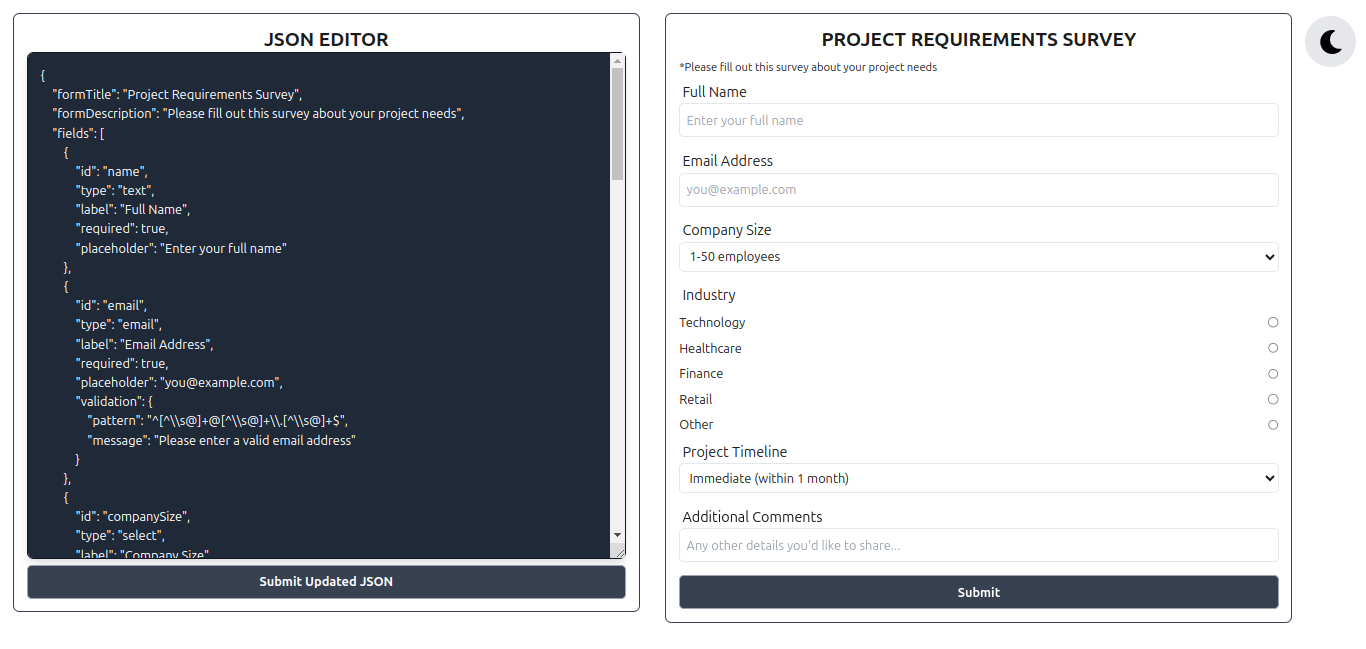 JSON EDITOR
{
"formTitle": "Project Requirements Survey",
"formDescription": "Please fill out this survey about your project needs",
"fields": [
{
"id": "name",
"type": "text",
"label": "Full Name",
"required": true,
"placeholder": "Enter your full name"
},
{
"id": "email",
"type": "email",
"label": "Email Address",
"required": true,
"placeholder": "you@example.com",
"validation": {
"pattern": "^[^\\s@]+@[^\\s@]+\\.[^\\s@]+$",
"message": "Please enter a valid email address"
}
},
{
"id": "companySize",
"type": "select",
"label": "Company Size"
Submit Updated JSON
PROJECT REQUIREMENTS SURVEY
*Please fill out this survey about your project needs
Full Name
Enter your full name
Email Address
you@example.com
Company Size
1-50 employees
Industry
Technology
Healthcare
Finance
Retail
Other
Project Timeline
Immediate (within 1 month)
Additional Comments
Any other details you'd like to share...
Submit